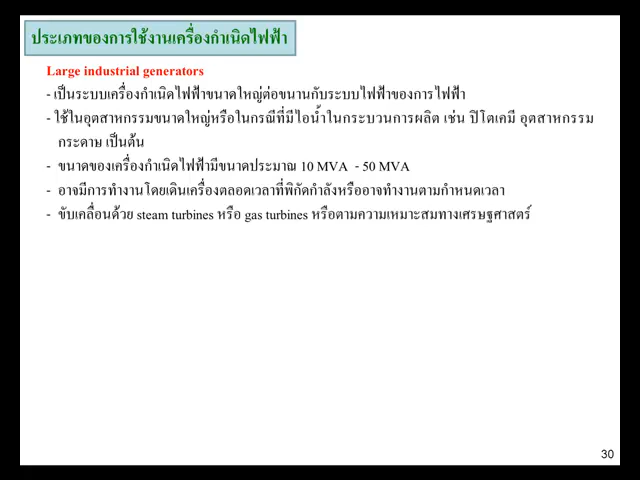 ประเภทของการใช้งานเครื่องกำเนิดไฟฟ้า
Large industrial generators
- เป็นระบบเครื่องกำเนิดไฟฟ้าขนาดใหญ่ต่อขนานกับระบบไฟฟ้าของการไฟฟ้า
- ใช้ในอุตสาหกรรมขนาดใหญ่หรือในกรณีที่มีไอน้ำในกระบวนการผลิต เช่น ปิโตเคมี อุตสาหกรรม
กระดาษ เป็นต้น
- ขนาดของเครื่องกำเนิดไฟฟ้ามีขนาดประมาณ 10 MVA - 50 MVA
- อาจมีการทำงานโดยเดินเครื่องตลอดเวลาที่พิกัดกำลังหรืออาจทำงานตามกำหนดเวลา
- ขับเคลื่อนด้วย steam turbines หรือ gas turbines หรือตามความเหมาะสมทางเศรษฐศาสตร์
30